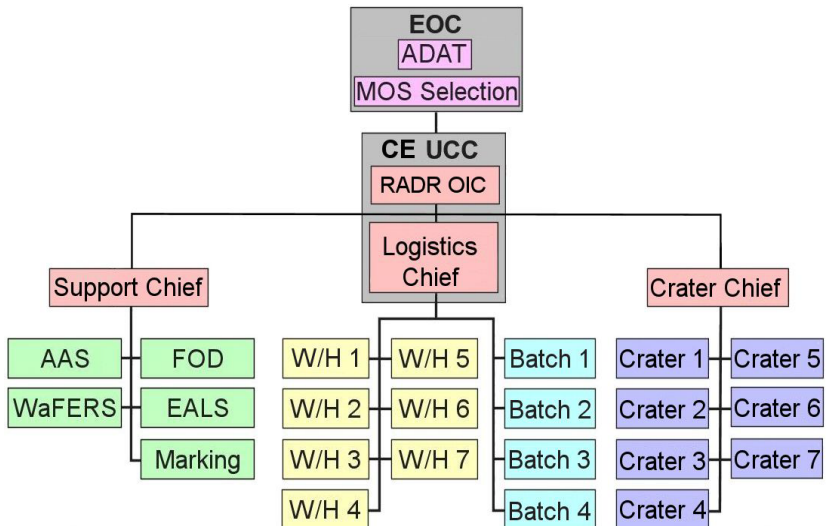 EOC
ADAT
MOS Selection
CE UCC
RADR OIC
Logistics
Chief
Support Chief
Crater Chief
AAS
FOD
WaFERS
EALS
Marking
W/H 1
W/H 5
W/H 2
W/H 6
W/H 3
W/H 7
W/H 4
Batch 1
Batch 2
Batch 3
Batch 4
Crater 1
Crater 5
Crater 2
Crater 6
Crater 3
Crater 7
Crater 4